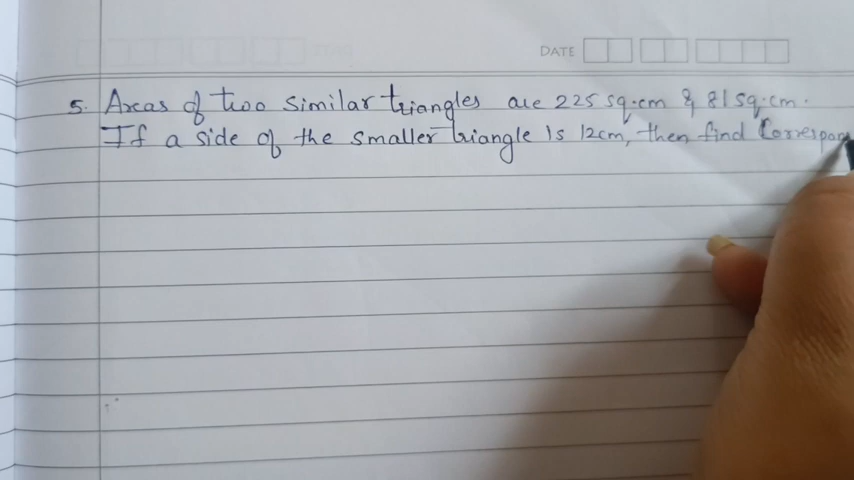 DATE
5. Areas of two similar triangles are 225 sq.cm & 81 sq.cm.
If a side of the smaller triangle is 12cm, then find Correspon